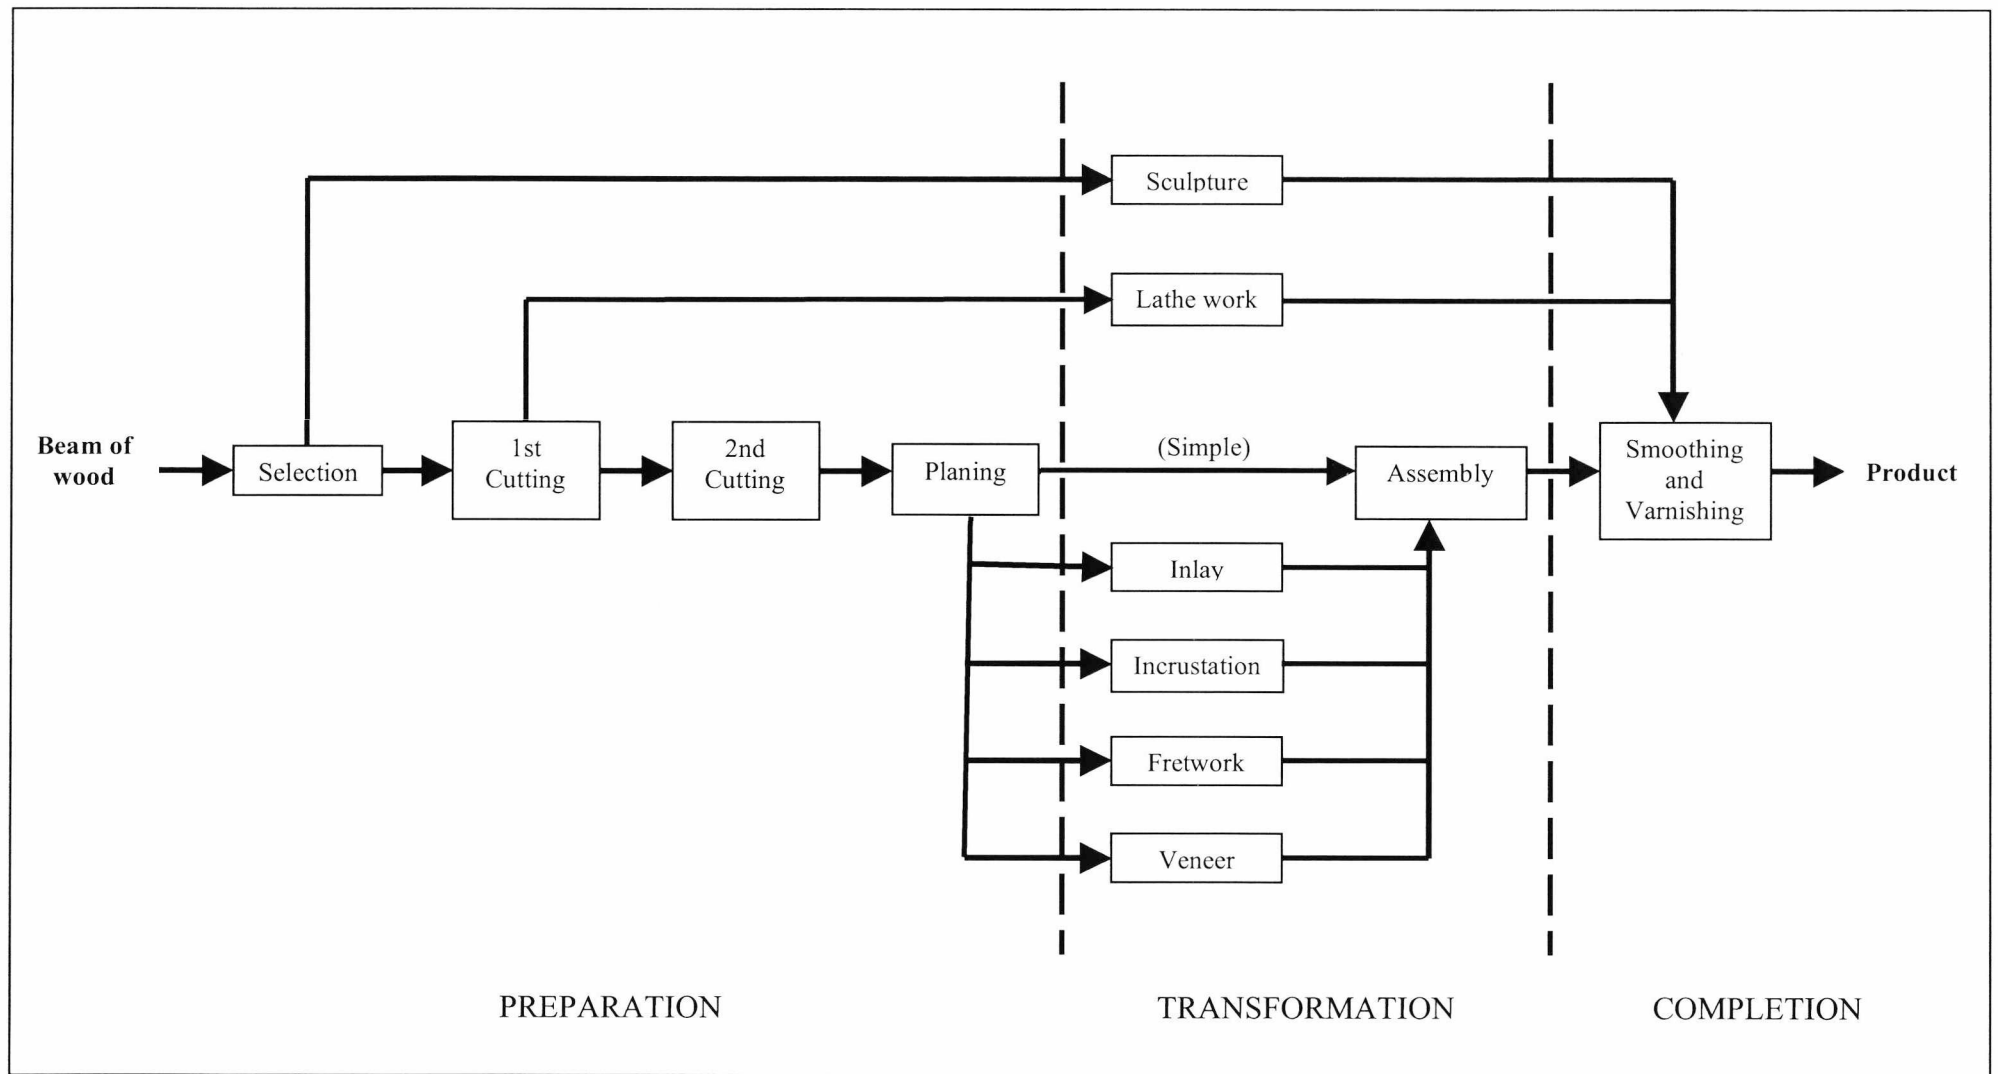 Sculpture
Lathe work
Beam of
wood
Selection
1st
Cutting
2nd
Cutting
Planing
(Simple)
Assembly
Smoothing
and
Varnishing
Product
Inlay
Incrustation
Fretwork
Veneer
PREPARATION
TRANSFORMATION
COMPLETION